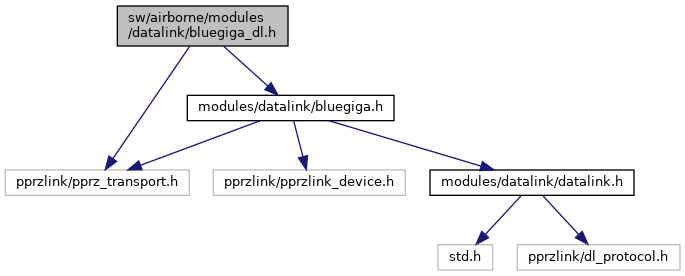 sw/airborne/modules
/datalink/bluegiga_dl.h
modules/datalink/bluegiga.h
pprzlink/pprz_transport.h
pprzlink/pprzlink_device.h
modules/datalink/datalink.h
std.h
pprzlink/dl_protocol.h